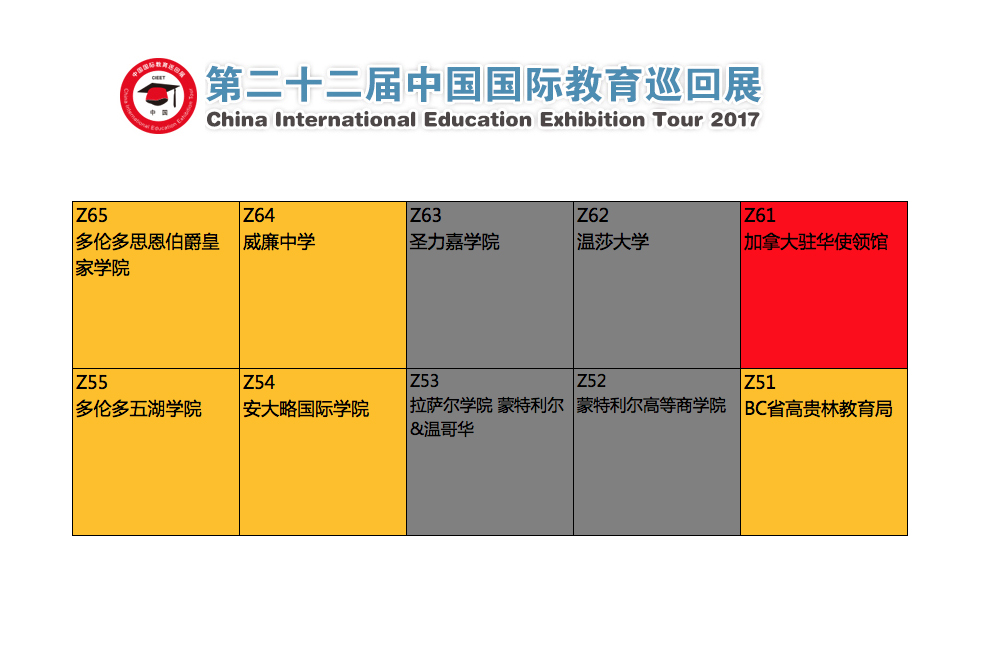 中国国际教育巡回展
CIEET
中国
China International Education Exhibition Tour
第二十二届中国国际教育巡回展
China International Education Exhibition Tour 2017
Z65
多伦多思恩伯爵皇
家学院
Z64
威廉中学
Z63
圣力嘉学院
Z62
温莎大学
Z61
加拿大驻华使领馆
Z55
多伦多五湖学院
Z54
安大略国际学院
Z53
拉萨尔学院 蒙特利尔
&温哥华
Z52
蒙特利尔高等商学院
Z51
BC省高贵林教育局